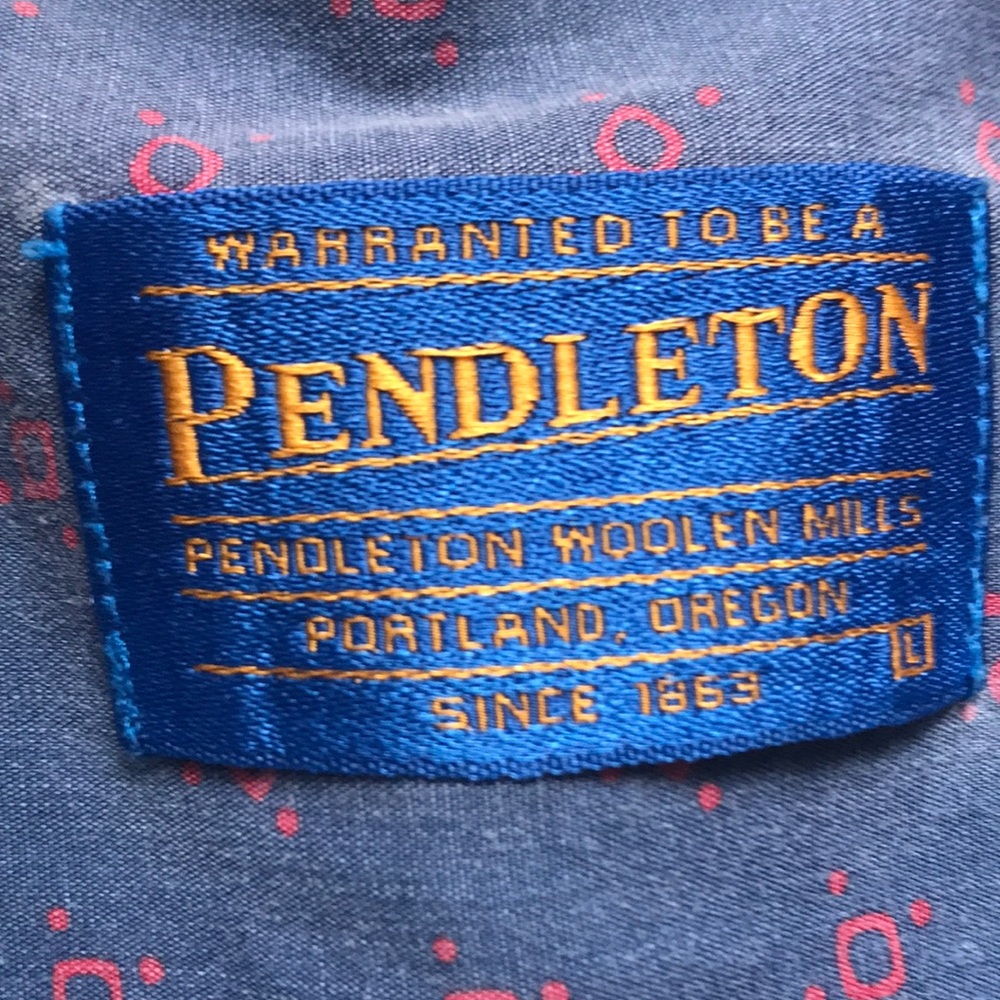 WARRANTED TO BE A
PENDLETON
PENDLETON WOOLEN MILLS
PORTLAND, OREGON
L
SINCE 1863